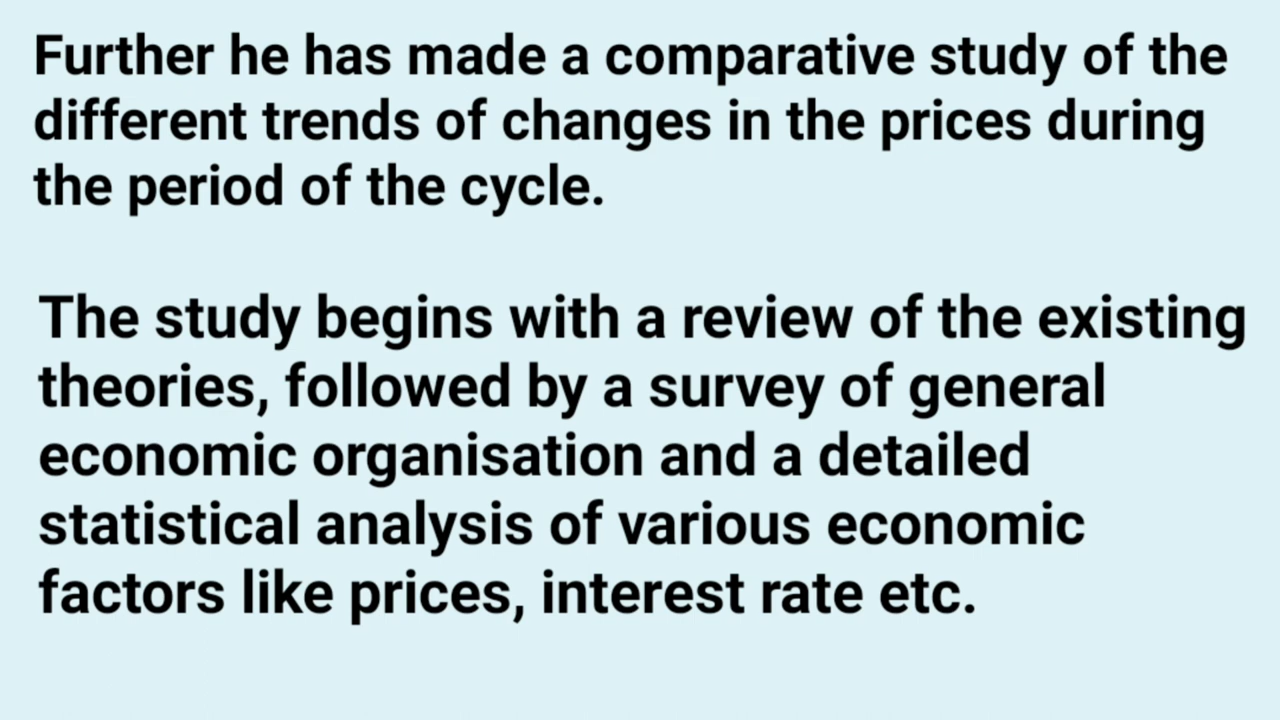 Further he has made a comparative study of the
different trends of changes in the prices during
the period of the cycle.
The study begins with a review of the existing
theories, followed by a survey of general
economic organisation and a detailed
statistical analysis of various economic
factors like prices, interest rate etc.